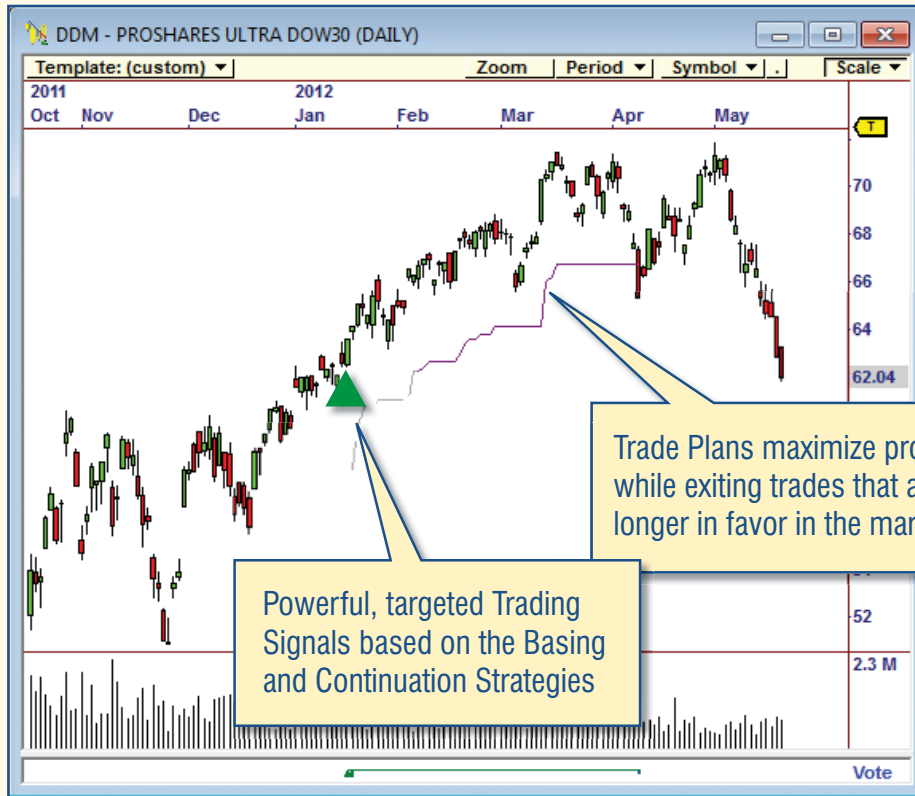 DDM - PROSHARES ULTRA DOW30 (DAILY)
Template: (custom) Zoom Period Symbol . Scale
2011 2012
Oct Nov Dec Jan Feb Mar Apr May
T
70
68
66
64
62.04
Trade Plans maximize pro
while exiting trades that a
longer in favor in the mar
Powerful, targeted Trading
Signals based on the Basing
and Continuation Strategies
52
2.3 M
Vote